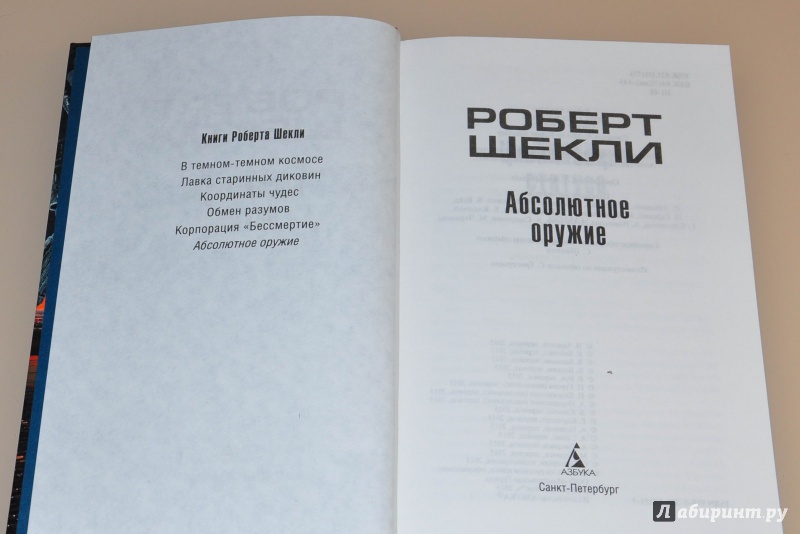 Книги Роберта Шекли
В темном-темном космосе
Лавка старинных диковин
Координаты чудес
Обмен разумов
Корпорация «Бессмертие»
Абсолютное оружие
РОБЕРТ
ШЕКЛИ
Абсолютное
оружие
АЗБУКА
Санкт-Петербург
Лабиринт.ру